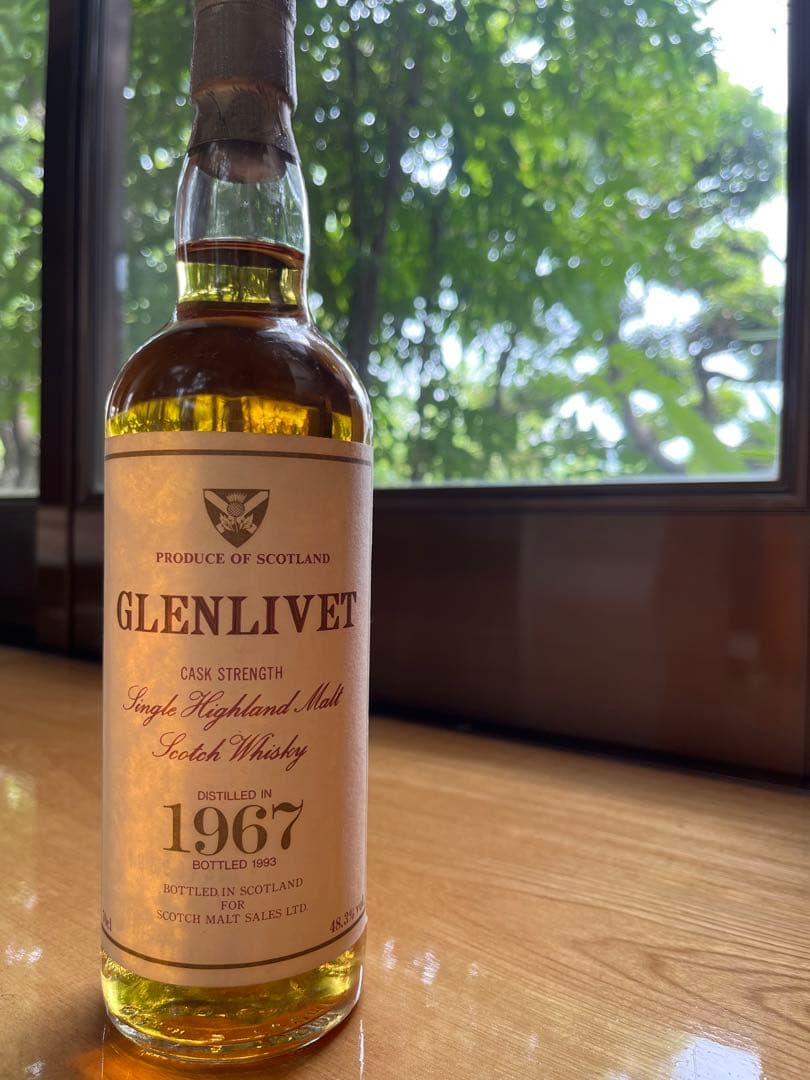 PRODUCE OF SCOTLAND
GLENLIVET
CASK STRENGTH
Single Highland Malt
Scotch Whisky
DISTILLED IN
1967
BOTTLED 1993
BOTTLED IN SCOTLAND
FOR
SCOTCH MALT SALES LTD.
48.3%